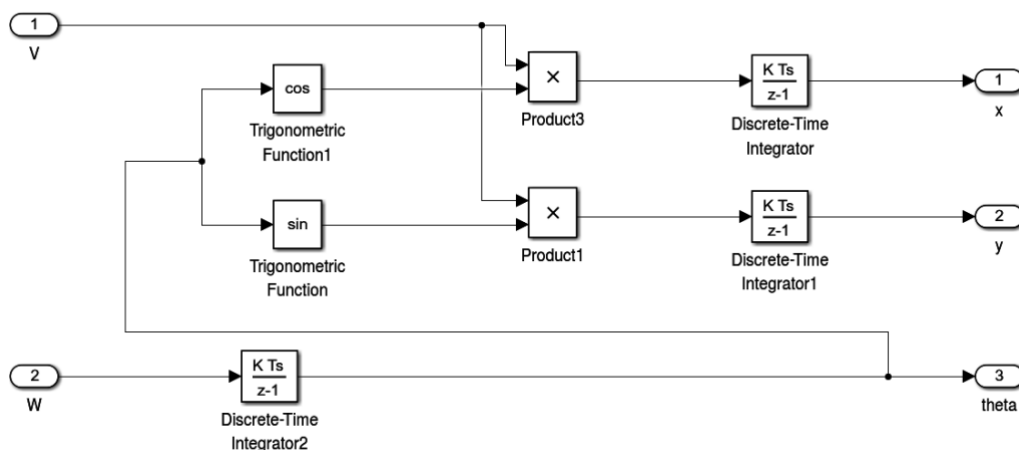 1
V
cos
Trigonometric
Function1
×
Product3
K Ts
z-1
Discrete-Time
Integrator
1
x
sin
Trigonometric
Function
×
Product1
K Ts
z-1
Discrete-Time
Integrator1
2
y
2
W
K Ts
z-1
Discrete-Time
Integrator2
3
theta